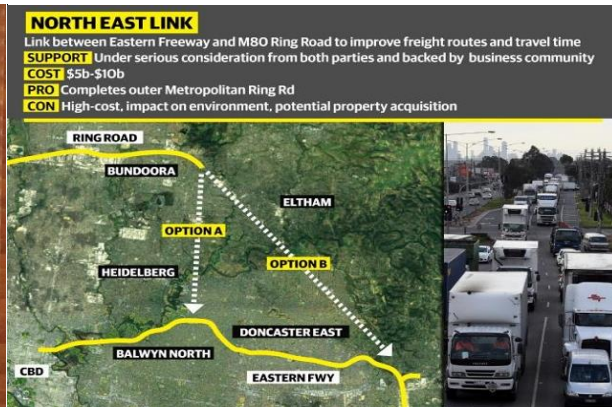 NORTH EAST LINK
Link between Eastern Freeway and M80 Ring Road to improve freight routes and travel time
SUPPORT Under serious consideration from both parties and backed by business community
COST $5b-$10b
PRO Completes outer Metropolitan Ring Rd
CON High-cost, impact on environment, potential property acquisition
RING ROAD
BUNDOORA
ELTHAM
OPTION A
HEIDELBERG
OPTION B
DONCASTER EAST
BALWYN NORTH
CBD
EASTERN FWY